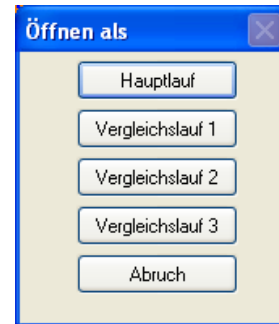 Öffnen als
Hauptlauf
Vergleichslauf 1
Vergleichslauf 2
Vergleichslauf 3
Abruch